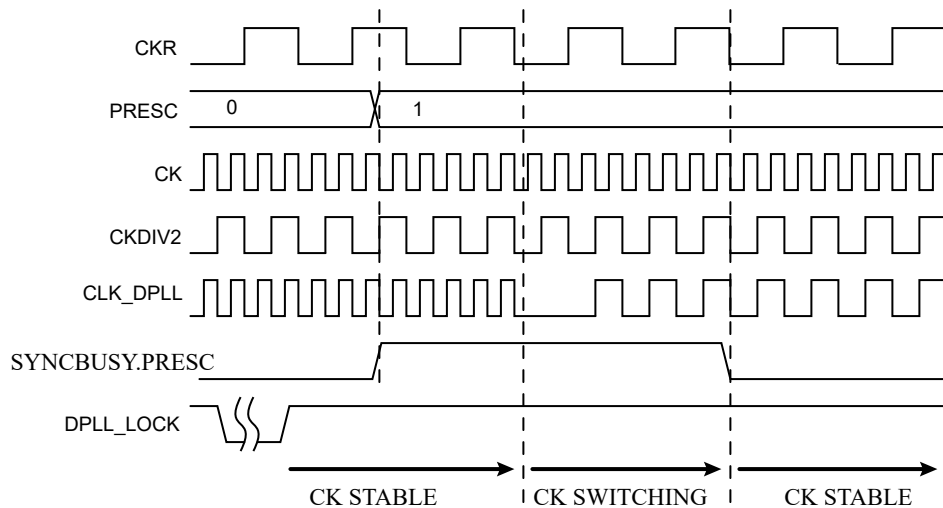 CKR
PRESC
0
1
CK
CKDIV2
CLK_DPLL
SYNCBUSY.PRESC
DPLL_LOCK
CK STABLE
CK SWITCHING
CK STABLE